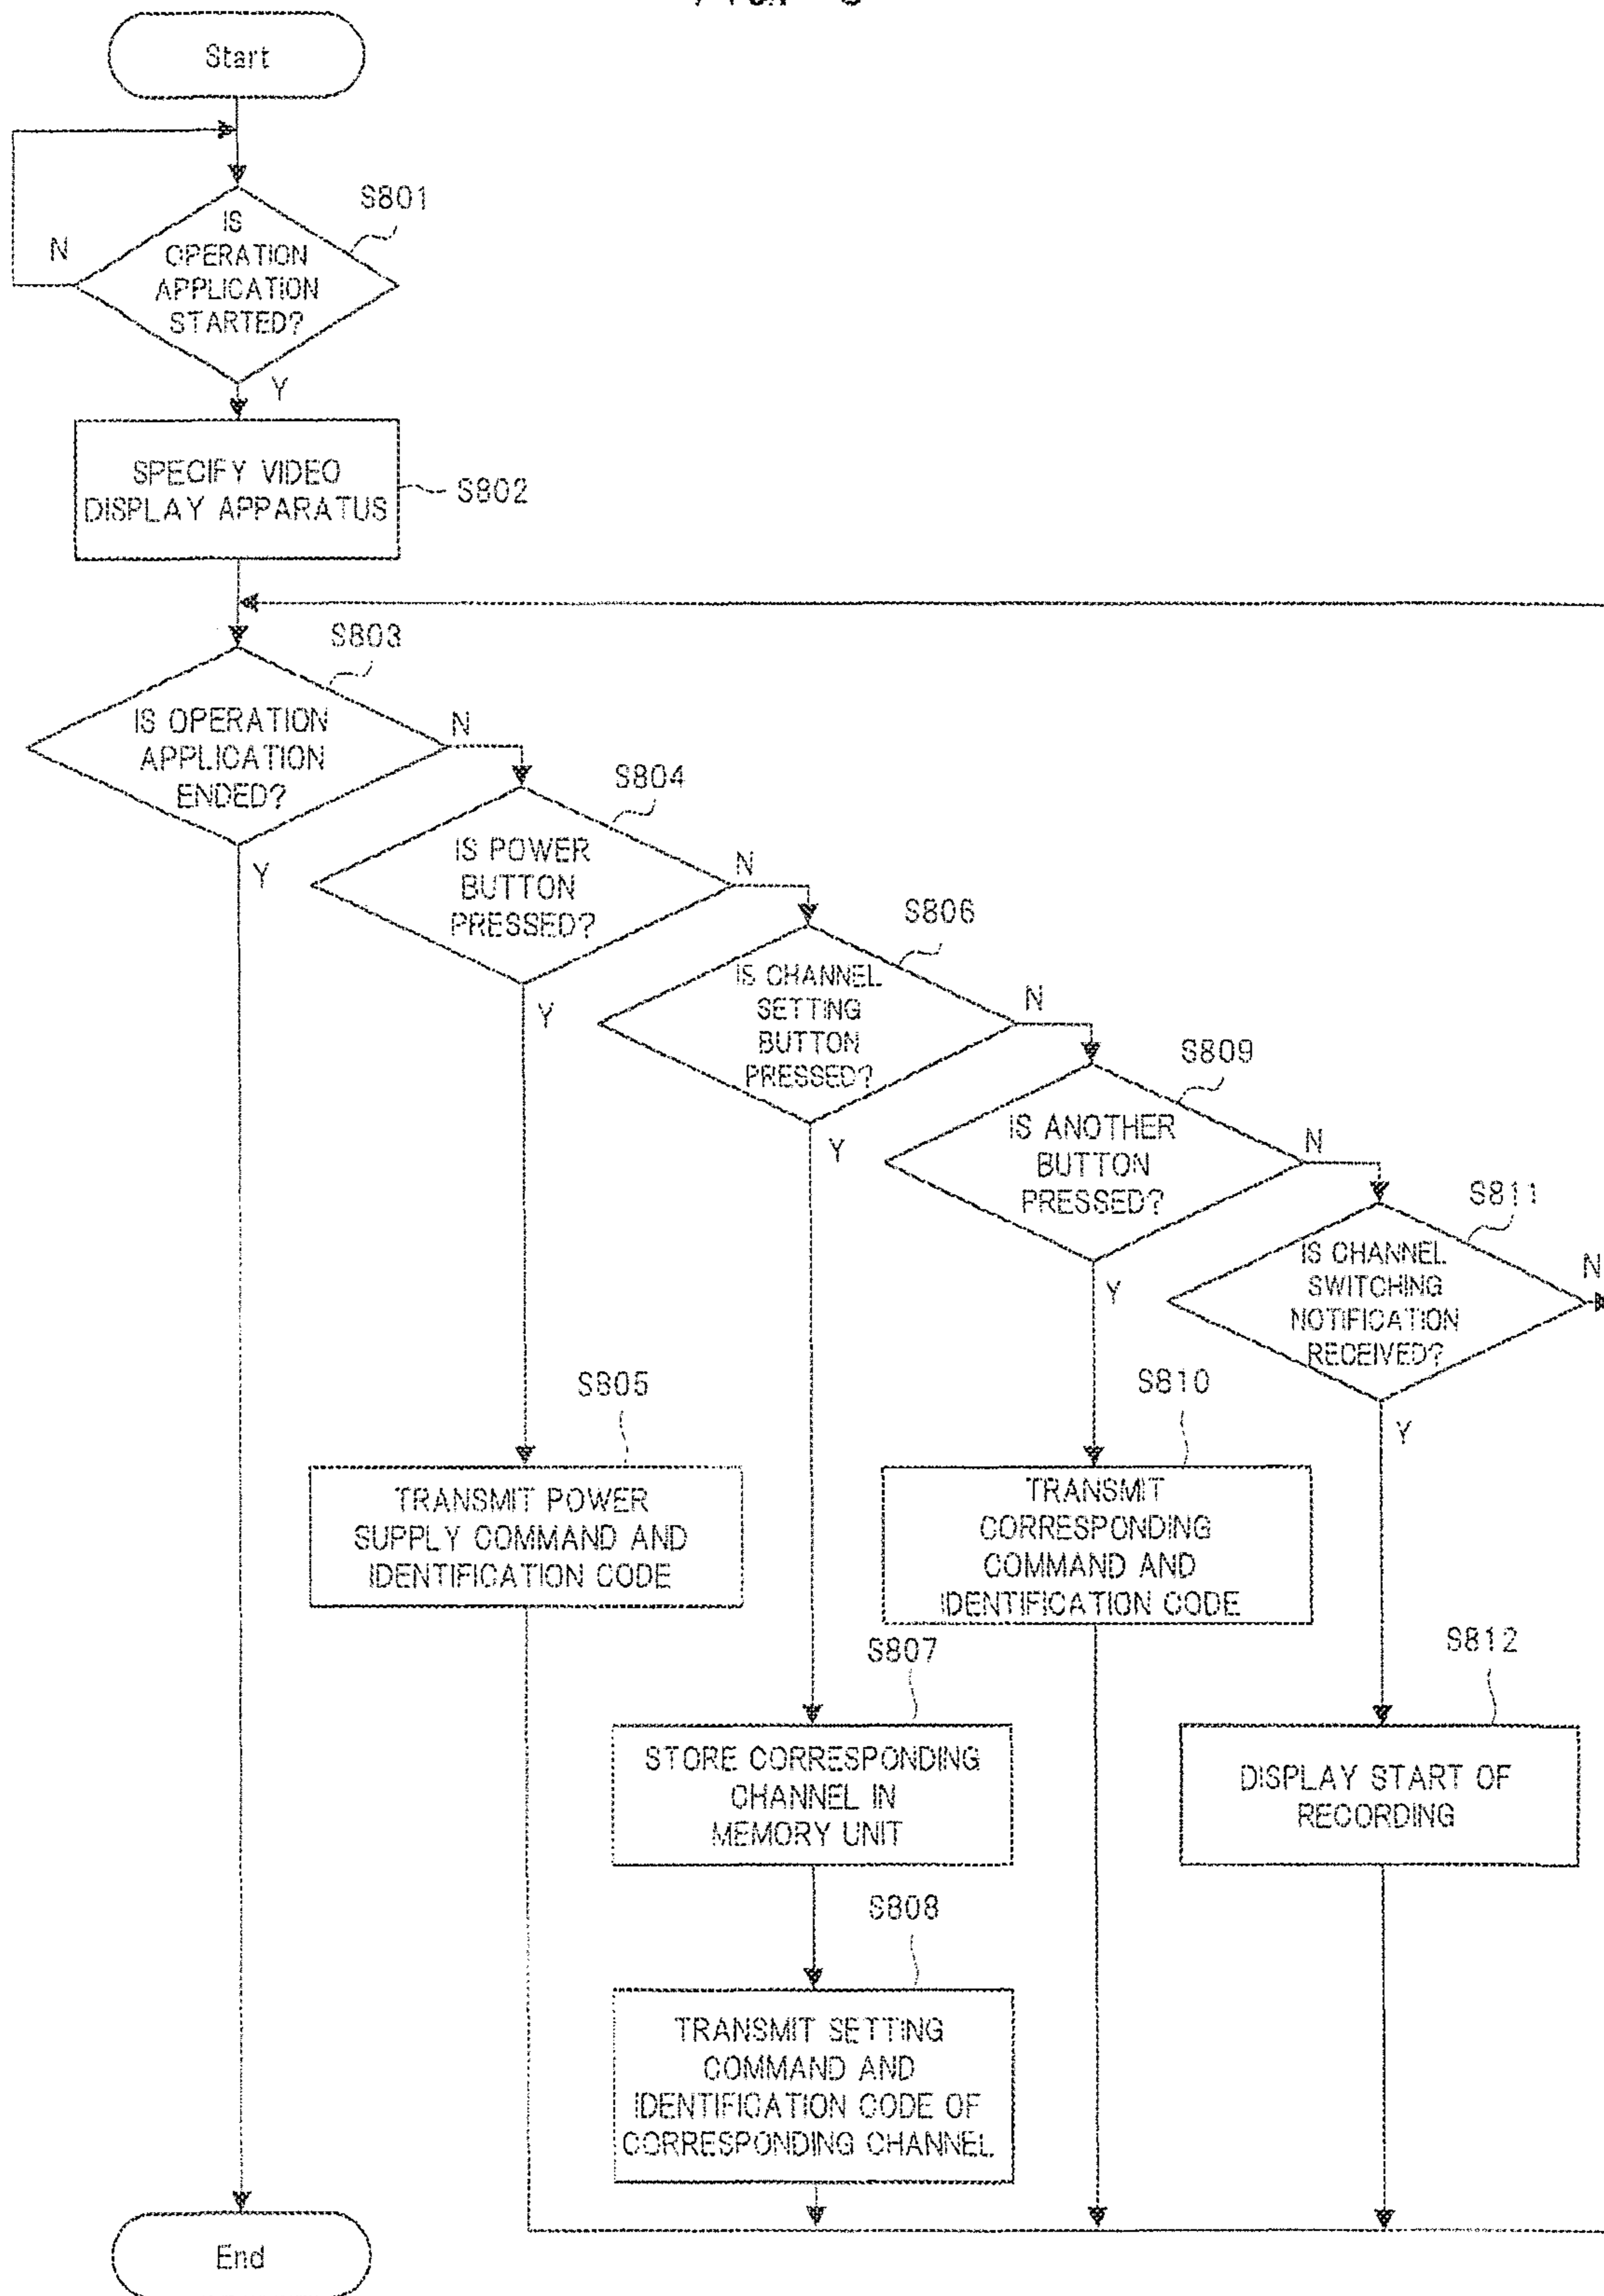 Start
S801
N
IS
OPERATION
APPLICATION
STARTED?
Y
SPECIFY VIDEO
DISPLAY APPARATUS
S802
S803
IS OPERATION
APPLICATION
ENDED?
N
Y
S804
IS POWER
BUTTON
PRESSED?
N
Y
S806
IS CHANNEL
SETTING
BUTTON
PRESSED?
N
Y
S809
IS ANOTHER
BUTTON
PRESSED?
N
Y
S811
IS CHANNEL
SWITCHING
NOTIFICATION
RECEIVED?
N
Y
S805
TRANSMIT POWER
SUPPLY COMMAND AND
IDENTIFICATION CODE
S810
TRANSMIT
CORRESPONDING
COMMAND AND
IDENTIFICATION CODE
S807
STORE CORRESPONDING
CHANNEL IN
MEMORY UNIT
S812
DISPLAY START OF
RECORDING
S808
TRANSMIT SETTING
COMMAND AND
IDENTIFICATION CODE OF
CORRESPONDING CHANNEL
End